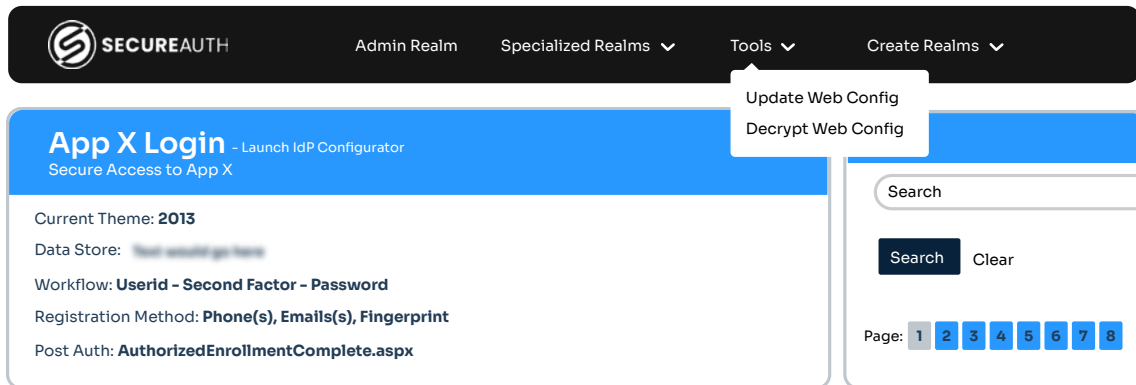 SECUREAUTH
Admin Realm
Specialized Realms
Tools
Create Realms
Update Web Config
Decrypt Web Config
App X Login - Launch IdP Configurator
Secure Access to App X
Current Theme: 2013
Data Store:
Workflow: Userid - Second Factor - Password
Registration Method: Phone(s), Emails(s), Fingerprint
Post Auth: AuthorizedEnrollmentComplete.aspx
Search
Search Clear
Page: 1 2 3 4 5 6 7 8